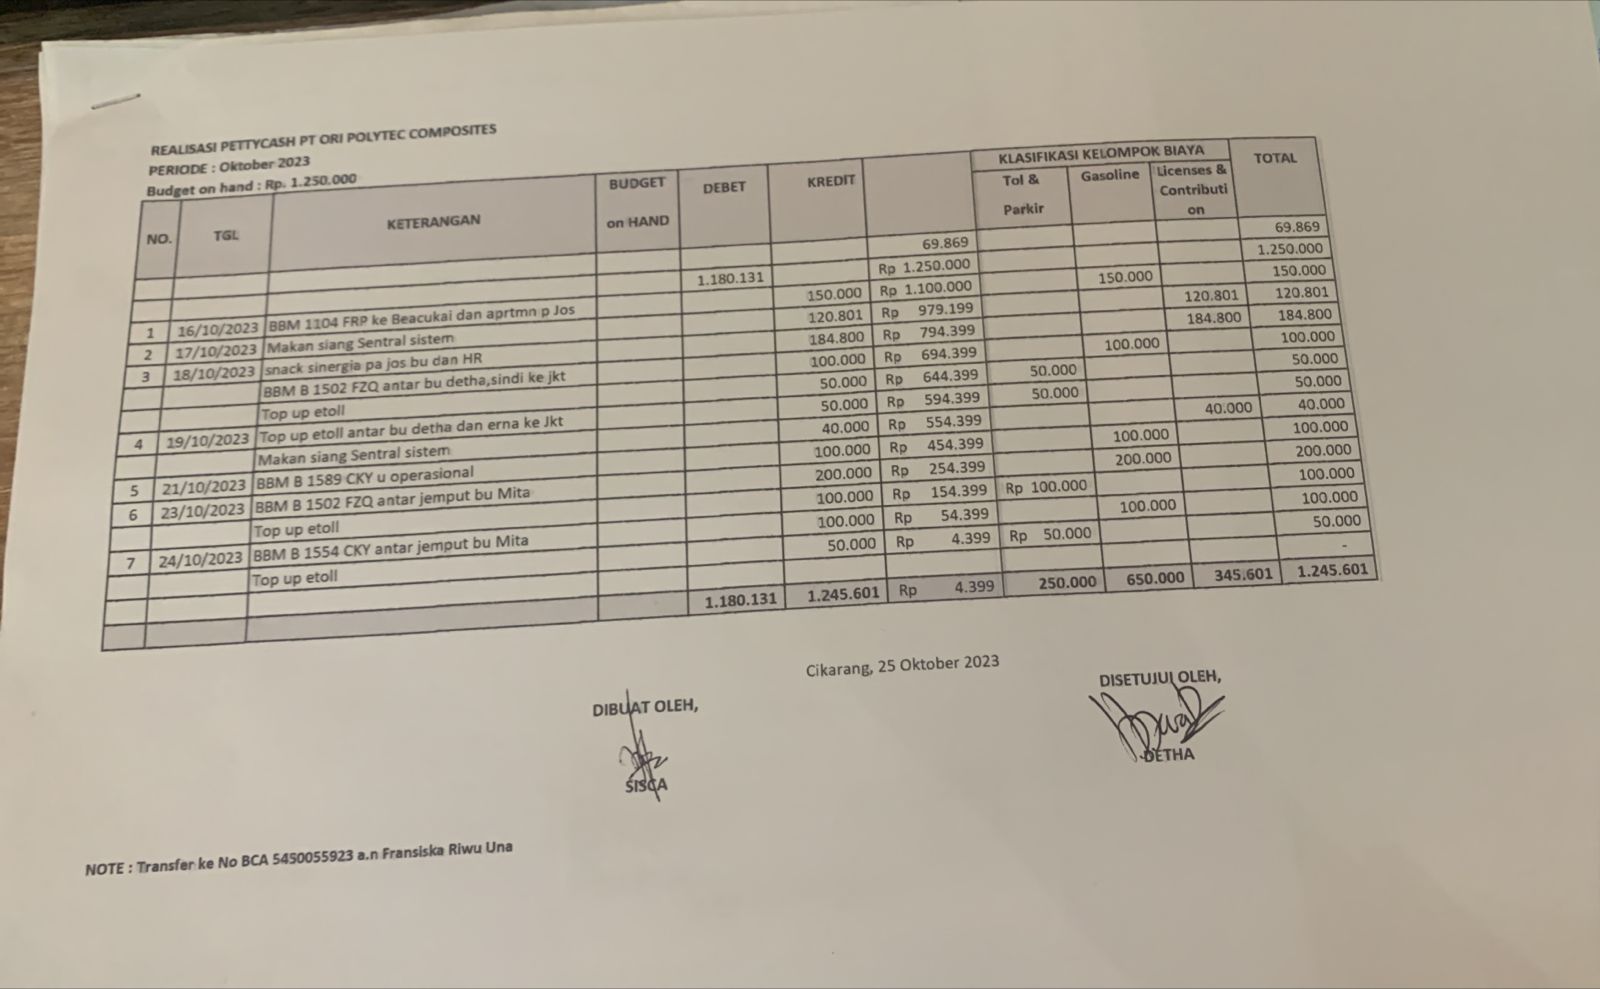 REALISASI PETTYCASH PT ORI POLYTEC COMPOSITES
PERIODE : Oktober 2023
Budget on hand : Rp. 1.250.000
NO. TGL KETERANGAN BUDGET on HAND DEBET KREDIT KLASIFIKASI KELOMPOK BIAYA TOTAL
Tol & Parkir Gasoline Licenses & Contributi on
69.869 69.869
1.180.131 Rp 1.250.000 1.250.000
1 16/10/2023 BBM 1104 FRP ke Beacukai dan aprtmn p Jos 150.000 Rp 1.100.000 150.000 150.000
2 17/10/2023 Makan siang Sentral sistem 120.801 Rp 979.199 120.801 120.801
3 18/10/2023 snack sinergia pa jos bu dan HR 184.800 Rp 794.399 184.800 184.800
BBM B 1502 FZQ antar bu detha,sindi ke jkt 100.000 Rp 694.399 100.000 100.000
Top up etoll 50.000 Rp 644.399 50.000 50.000
4 19/10/2023 Top up etoll antar bu detha dan erna ke Jkt 50.000 Rp 594.399 50.000 50.000
Makan siang Sentral sistem 40.000 Rp 554.399 40.000 40.000
5 21/10/2023 BBM B 1589 CKY u operasional 100.000 Rp 454.399 100.000 100.000
6 23/10/2023 BBM B 1502 FZQ antar jemput bu Mita 200.000 Rp 254.399 200.000 200.000
Top up etoll 100.000 Rp 154.399 Rp 100.000 100.000
7 24/10/2023 BBM B 1554 CKY antar jemput bu Mita 100.000 Rp 54.399 100.000 100.000
Top up etoll 50.000 Rp 4.399 Rp 50.000 50.000
-
1.180.131 1.245.601 Rp 4.399 250.000 650.000 345.601 1.245.601
Cikarang, 25 Oktober 2023
DIBUAT OLEH, DISETUJUI OLEH,
SISCA DETHA
NOTE : Transfer ke No BCA 5450055923 a.n Fransiska Riwu Una